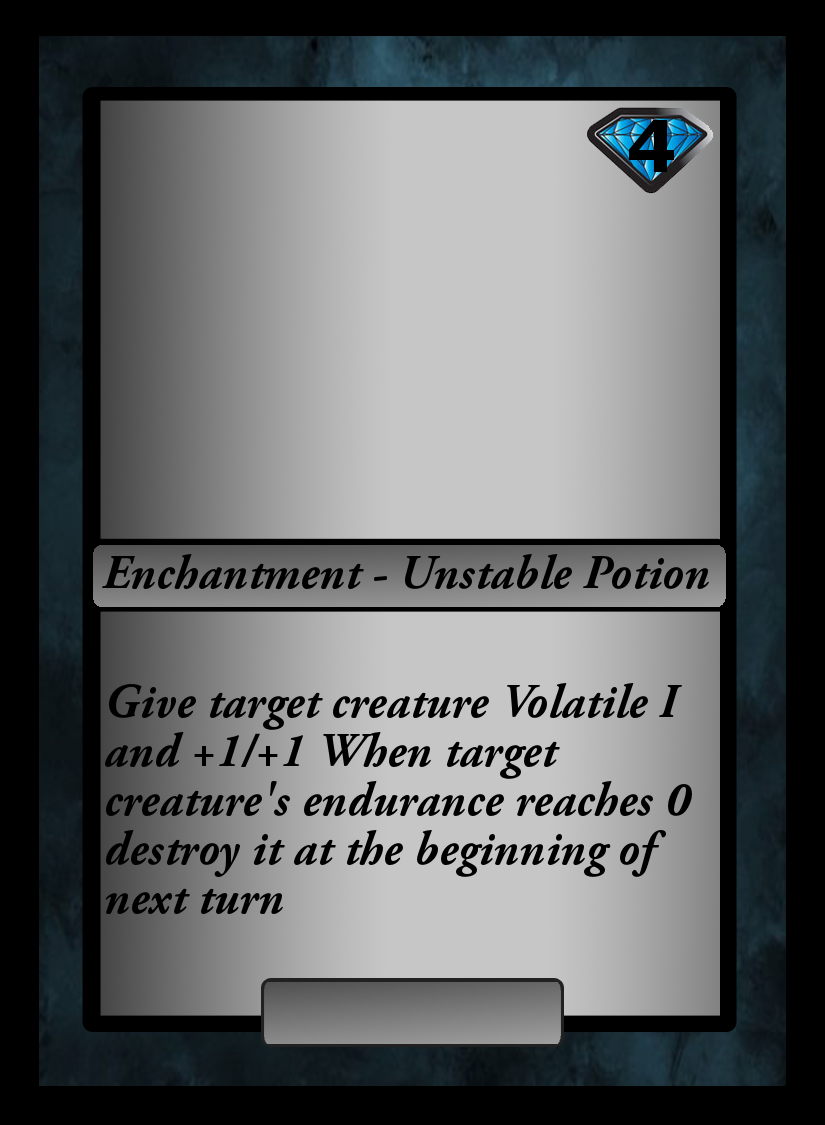 4
Enchantment - Unstable Potion
Give target creature Volatile I
and +1/+1 When target
creature's endurance reaches 0
destroy it at the beginning of
next turn